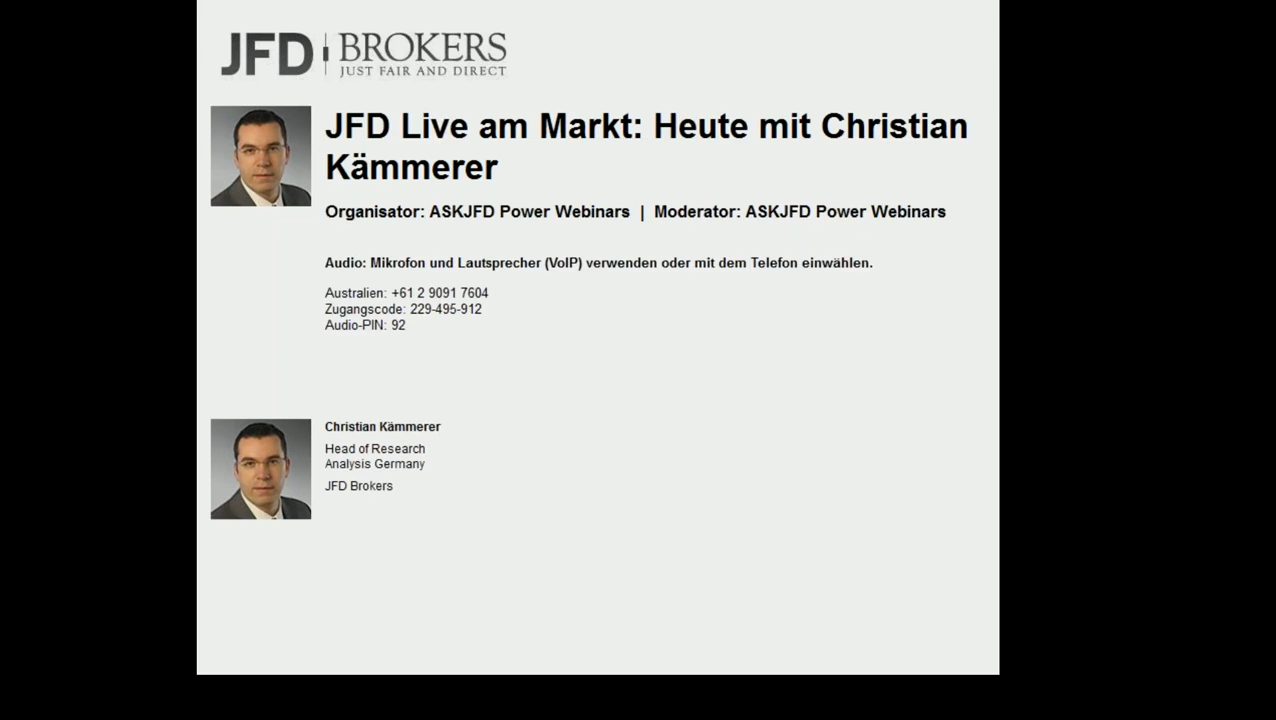 JFD BROKERS
JUST FAIR AND DIRECT
JFD Live am Markt: Heute mit Christian
Kämmerer
Organisator: ASKJFD Power Webinars | Moderator: ASKJFD Power Webinars
Audio: Mikrofon und Lautsprecher (VoIP) verwenden oder mit dem Telefon einwählen.
Australien: +61 2 9091 7604
Zugangscode: 229-495-912
Audio-PIN: 92
Christian Kämmerer
Head of Research
Analysis Germany
JFD Brokers